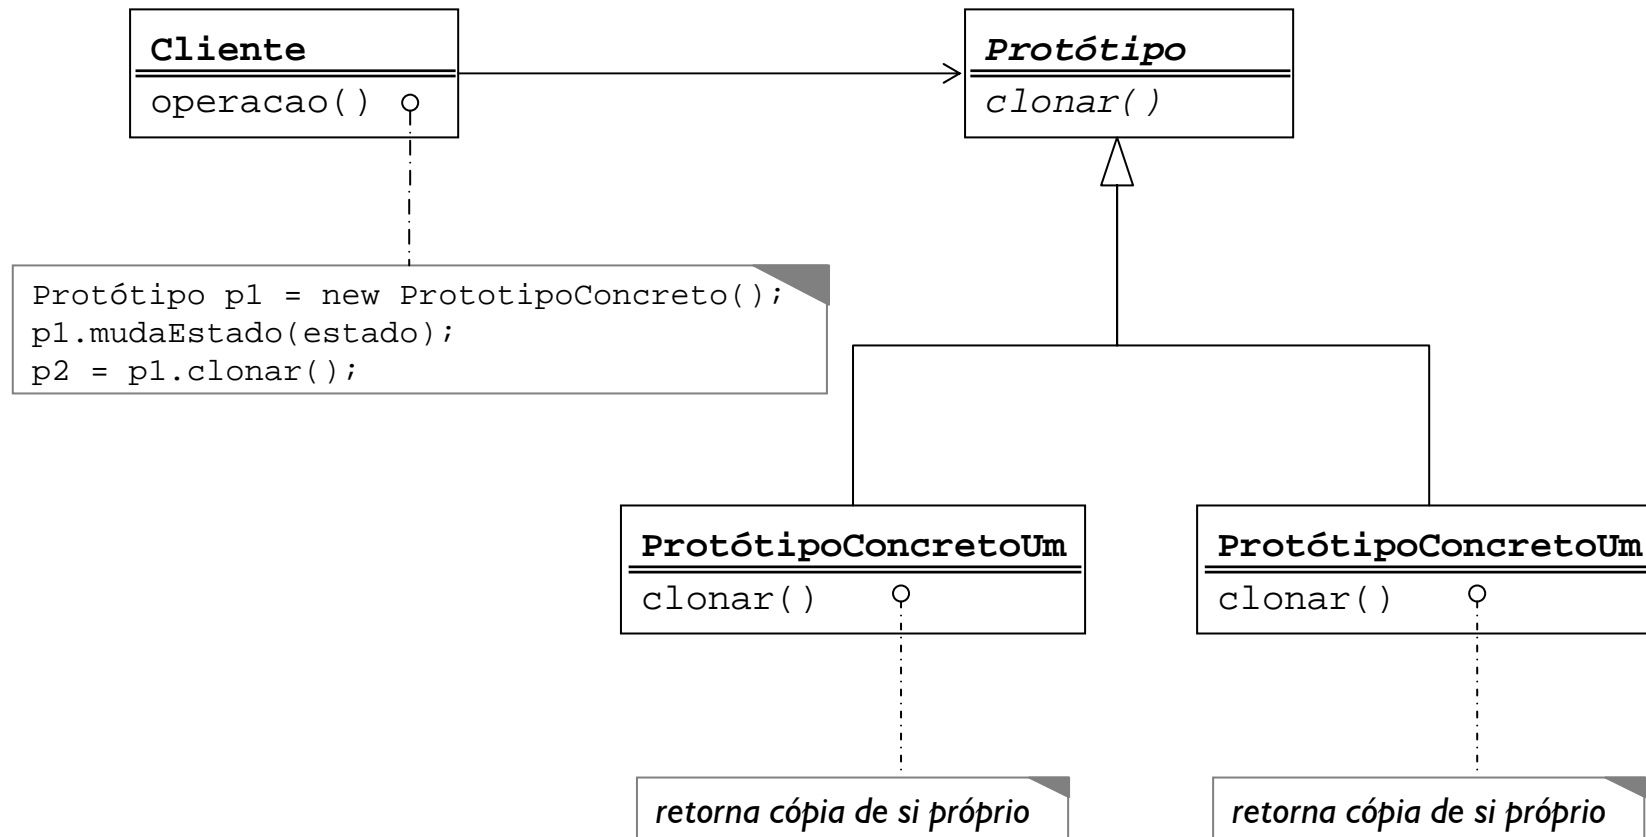 Cliente
operacao()
Protótipo
clonar()
Protótipo p1 = new PrototipoConcreto();
p1.mudaEstado(estado);
p2 = p1.clonar();
ProtótipoConcretoUm
clonar()
ProtótipoConcretoUm
clonar()
retorna cópia de si próprio
retorna cópia de si próprio